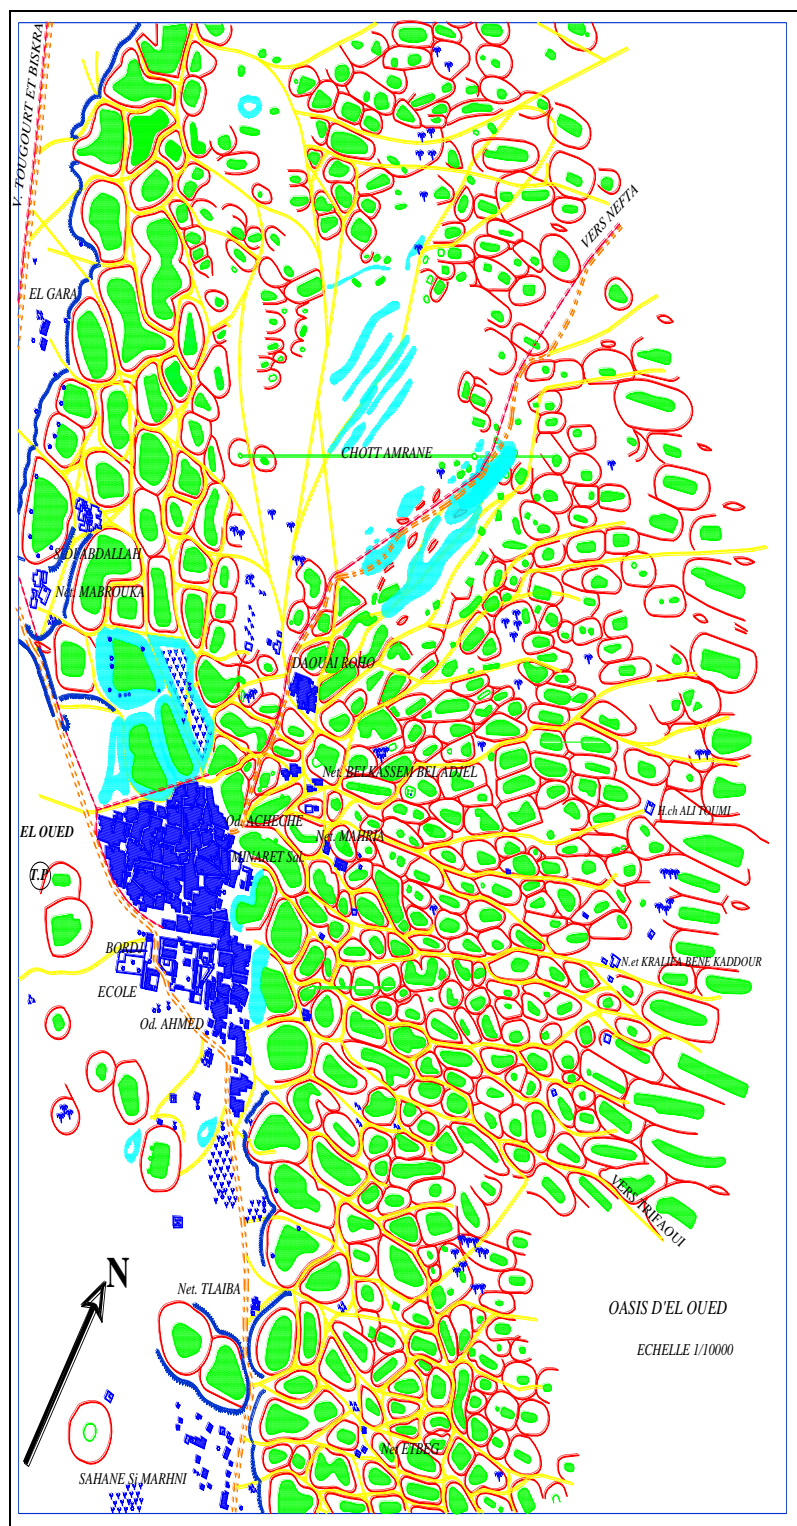 V. TOUGOURT ET BISKRA
VERS NEFTA
EL GARA
CHOTT AMRANE
SIDI ABDALLAH
Net. MABROUKA
DAOUAI ROHO
Net. BELKASSEM BEL ADJEL
H.ch ALI TOUMI
Od. ACHECHE
EL OUED
Net. MAHRIA
MINARET Sal.
T.P
BORDJ
N.et KRALIFA BENE KADDOUR
ECOLE
Od. AHMED
VERS TRIFAOUI
N
Net. TLAIBA
OASIS D'EL OUED
ECHELLE 1/10000
Net ETBEG
SAHANE Si MARHNI